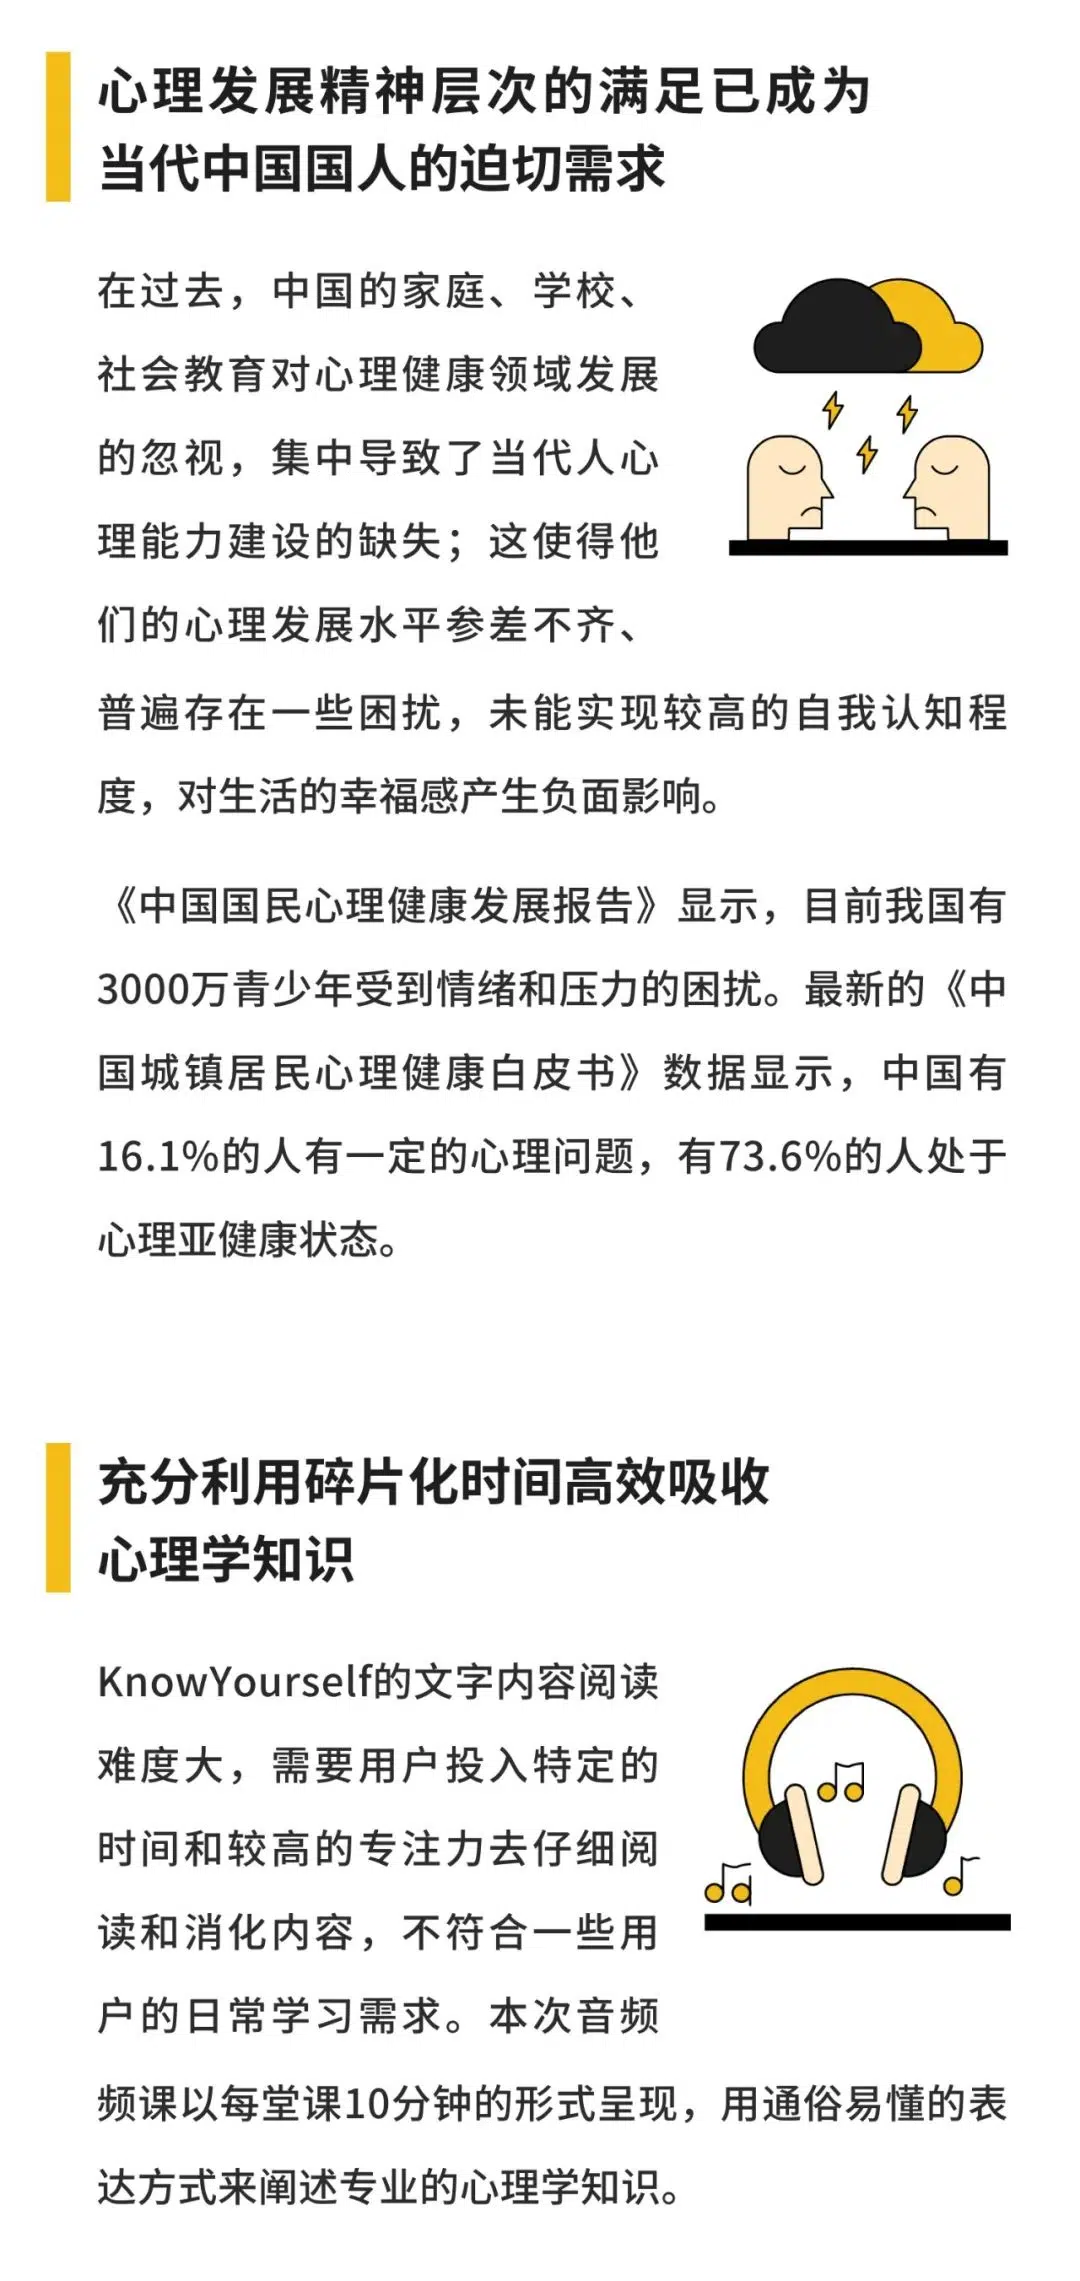 心理发展精神层次的满足已成为
当代中国国人的迫切需求
在过去，中国的家庭、学校、
社会教育对心理健康领域发展
的忽视，集中导致了当代人心
理能力建设的缺失；这使得他
们的心理发展水平参差不齐、
普遍存在一些困扰，未能实现较高的自我认知程
度，对生活的幸福感产生负面影响。
《中国国民心理健康发展报告》显示，目前我国有
3000万青少年受到情绪和压力的困扰。最新的《中
国城镇居民心理健康白皮书》数据显示，中国有
16.1%的人有一定的心理问题，有73.6%的人处于
心理亚健康状态。
充分利用碎片化时间高效吸收
心理学知识
KnowYourself的文字内容阅读
难度大，需要用户投入特定的
时间和较高的专注力去仔细阅
读和消化内容，不符合一些用
户的日常学习需求。本次音频
频课以每堂课10分钟的形式呈现，用通俗易懂的表
达方式来阐述专业的心理学知识。